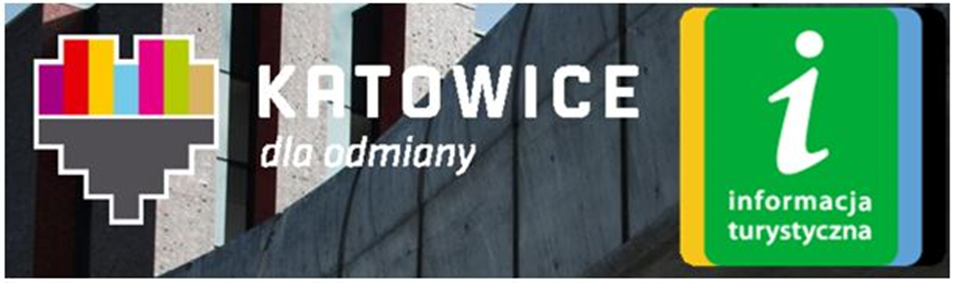 KATOWICE
dla odmiany
i
informacja
turystyczna